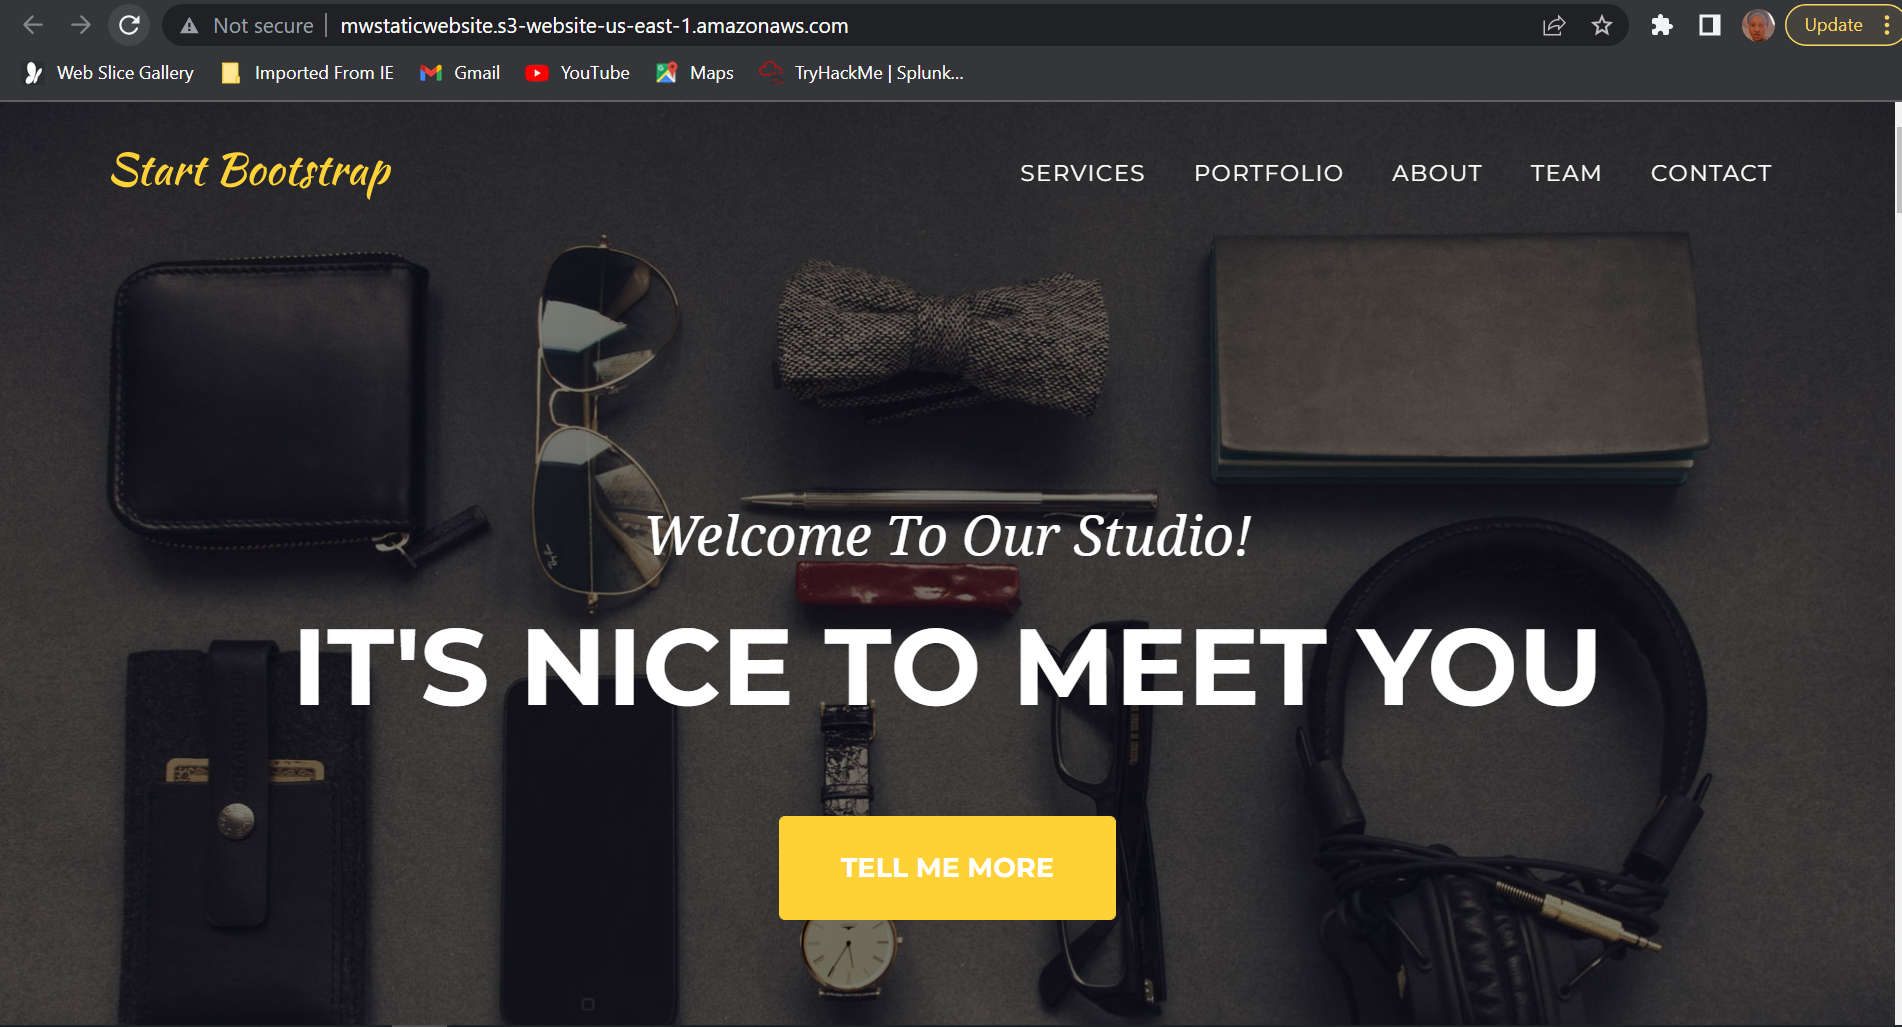 Not secure | mwstaticwebsite.s3-website-us-east-1.amazonaws.com
Update
Web Slice Gallery
Imported From IE
Gmail
YouTube
Maps
TryHackMe | Splunk...
Start Bootstrap
SERVICES
PORTFOLIO
ABOUT
TEAM
CONTACT
Welcome To Our Studio!
IT'S NICE TO MEET YOU
TELL ME MORE